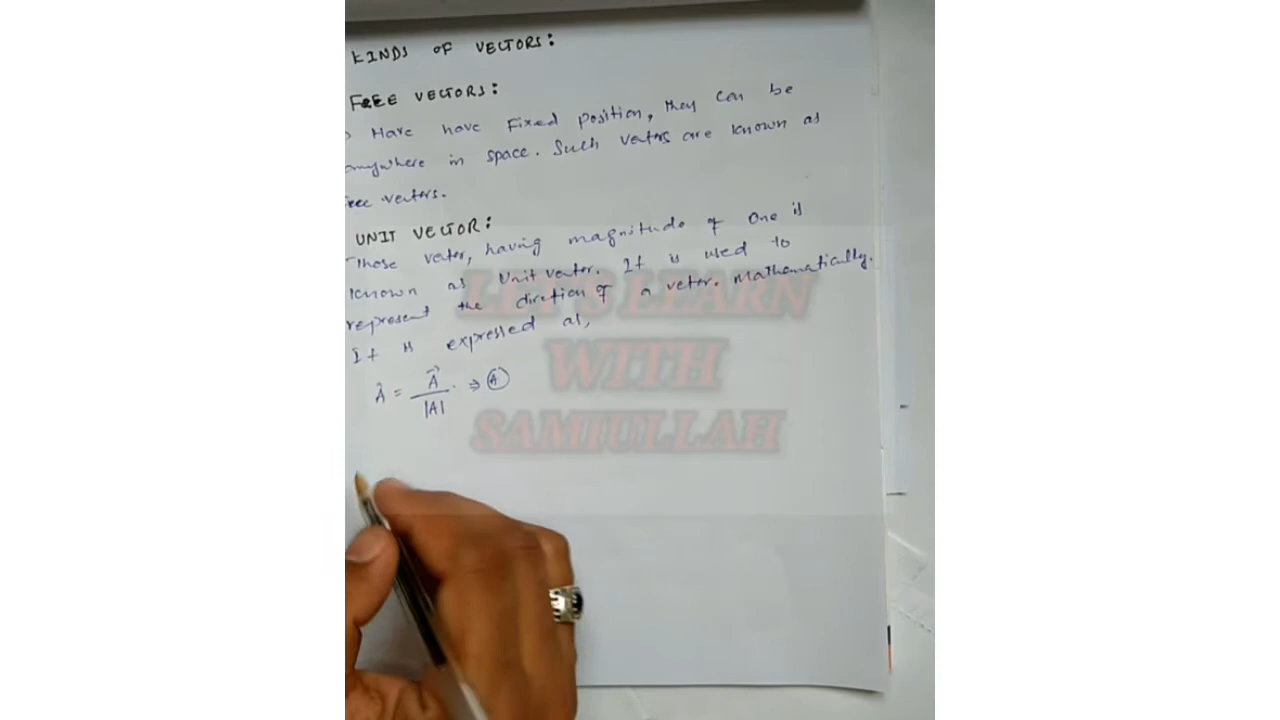 KINDS OF VECTORS:
FREE VECTORS:
Have have Fixed position, they can be
anywhere in space. Such vectors are known as
free vectors.
UNIT VECTOR:
Those vector, having magnitude of One is
known as Unit vector. It is used to
represent the diretion of a vetor. Mathematically.
It is expressed as,
Â = A⃗ / |A| . ⇒ Ⓐ
LET'S LEARN
WITH
SAMIULLAH